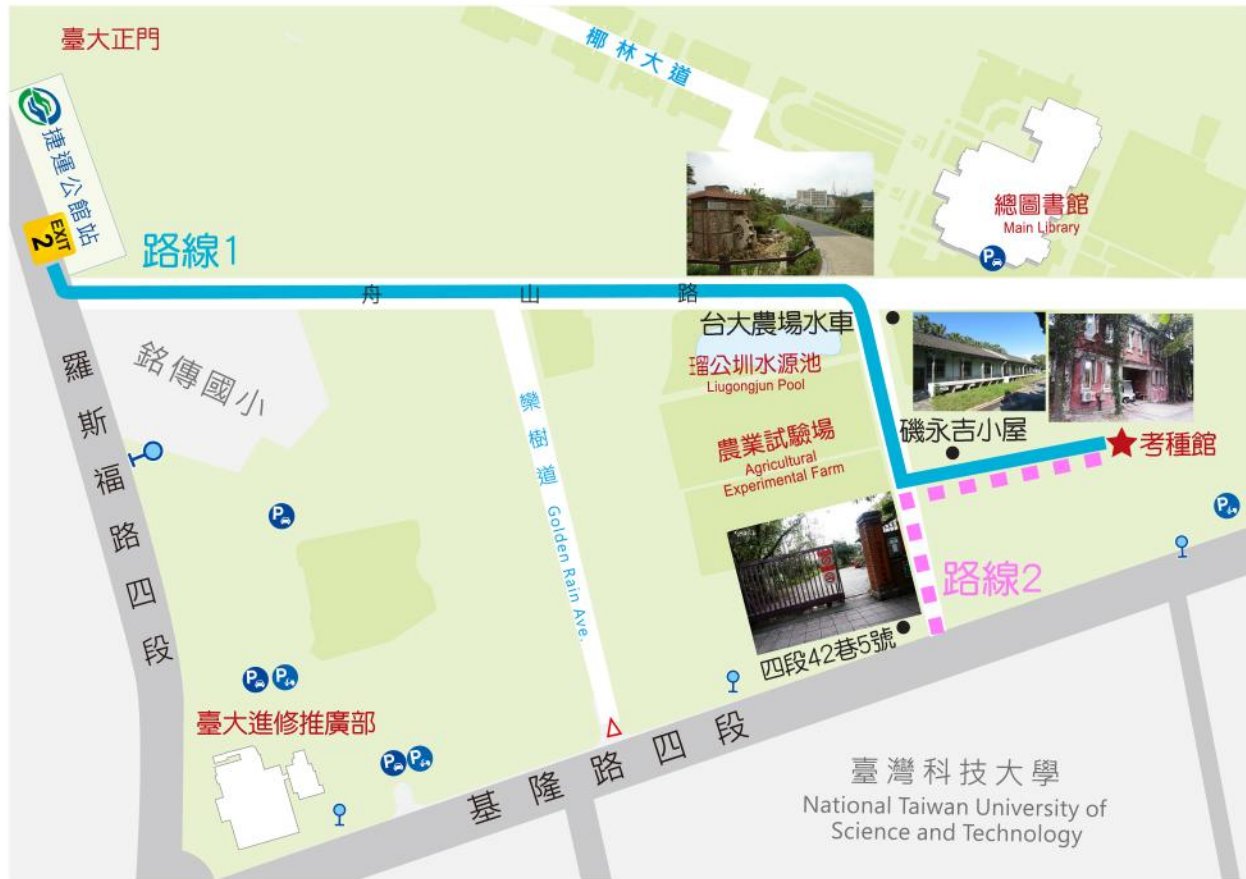 臺大正門
椰林大道
捷運公館站
EXIT
2
路線1
總圖書館
Main Library
P
舟山路
台大農場水車
瑠公圳水源池
Liugongjun Pool
羅斯福路四段
銘傳國小
欒樹道 Golden Rain Ave.
農業試驗場
Agricultural
Experimental Farm
磯永吉小屋
考種館
P
P
路線2
四段42巷5號
P P
臺大進修推廣部
P P
基隆路四段
臺灣科技大學
National Taiwan University of
Science and Technology